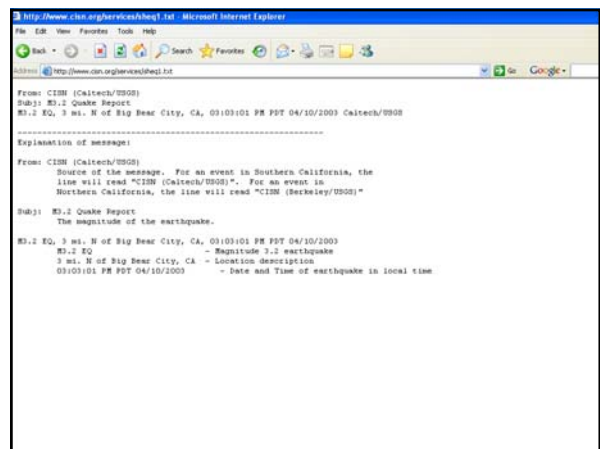 http://www.cisn.org/services/sheq1.txt - Microsoft Internet Explorer
File Edit View Favorites Tools Help
Back Search Favorites
Address http://www.cisn.org/services/sheq1.txt Go Google
From: CISN (Caltech/USGS)
Subj: M3.2 Quake Report
M3.2 EQ, 3 mi. N of Big Bear City, CA, 03:03:01 PM PDT 04/10/2003 Caltech/USGS
------------------------------------------------------------
Explanation of message:
From: CISN (Caltech/USGS)
Source of the message. For an event in Southern California, the
line will read "CISN (Caltech/USGS)". For an event in
Northern California, the line will read "CISN (Berkeley/USGS)"
Subj: M3.2 Quake Report
The magnitude of the earthquake.
M3.2 EQ, 3 mi. N of Big Bear City, CA, 03:03:01 PM PDT 04/10/2003
M3.2 EQ - Magnitude 3.2 earthquake
3 mi. N of Big Bear City, CA - Location description
03:03:01 PM PDT 04/10/2003 - Date and Time of earthquake in local time